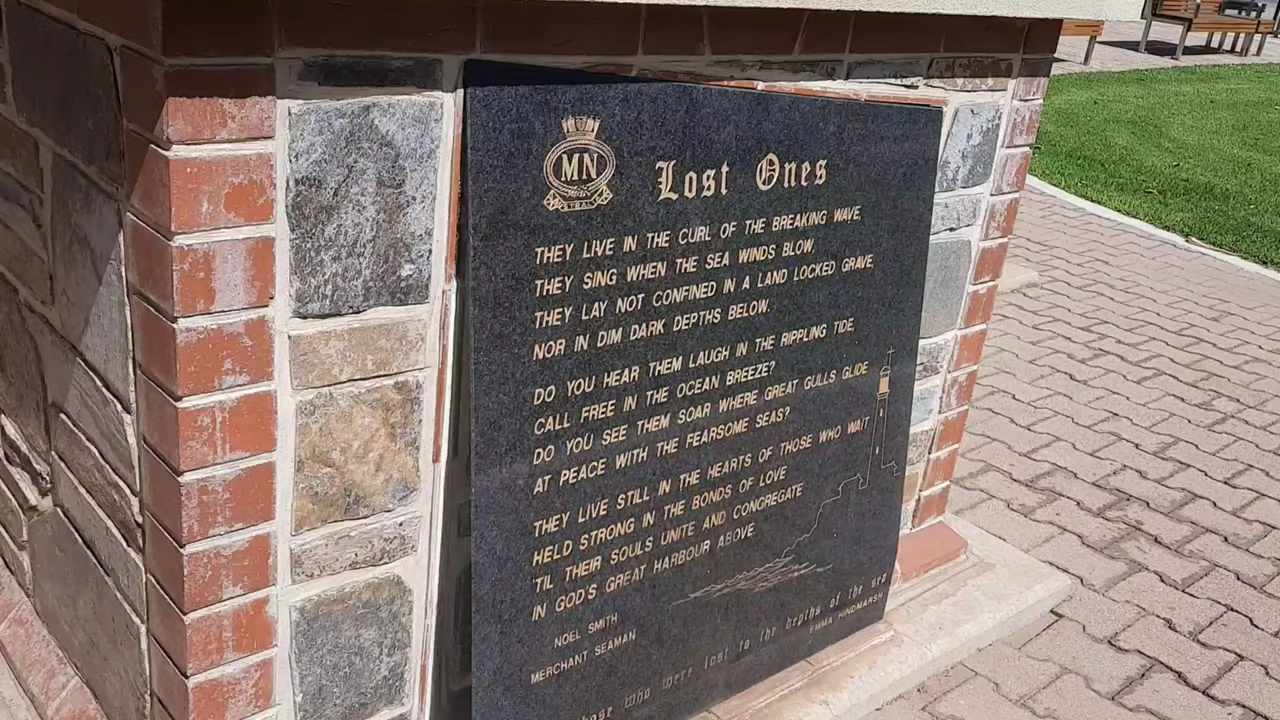 MN
Lost Ones
THEY LIVE IN THE CURL OF THE BREAKING WAVE,
THEY SING WHEN THE SEA WINDS BLOW,
THEY LAY NOT CONFINED IN A LAND LOCKED GRAVE,
NOR IN DIM DARK DEPTHS BELOW.
DO YOU HEAR THEM LAUGH IN THE RIPPLING TIDE,
CALL FREE IN THE OCEAN BREEZE?
DO YOU SEE THEM SOAR WHERE GREAT GULLS GLIDE
AT PEACE WITH THE FEARSOME SEAS?
THEY LIVE STILL IN THE HEARTS OF THOSE WHO WAIT
HELD STRONG IN THE BONDS OF LOVE
'TIL THEIR SOULS UNITE AND CONGREGATE
IN GOD'S GREAT HARBOUR ABOVE
NOEL SMITH
MERCHANT SEAMAN
EMMA HINDMARSH
who were lost to the depths of the sea